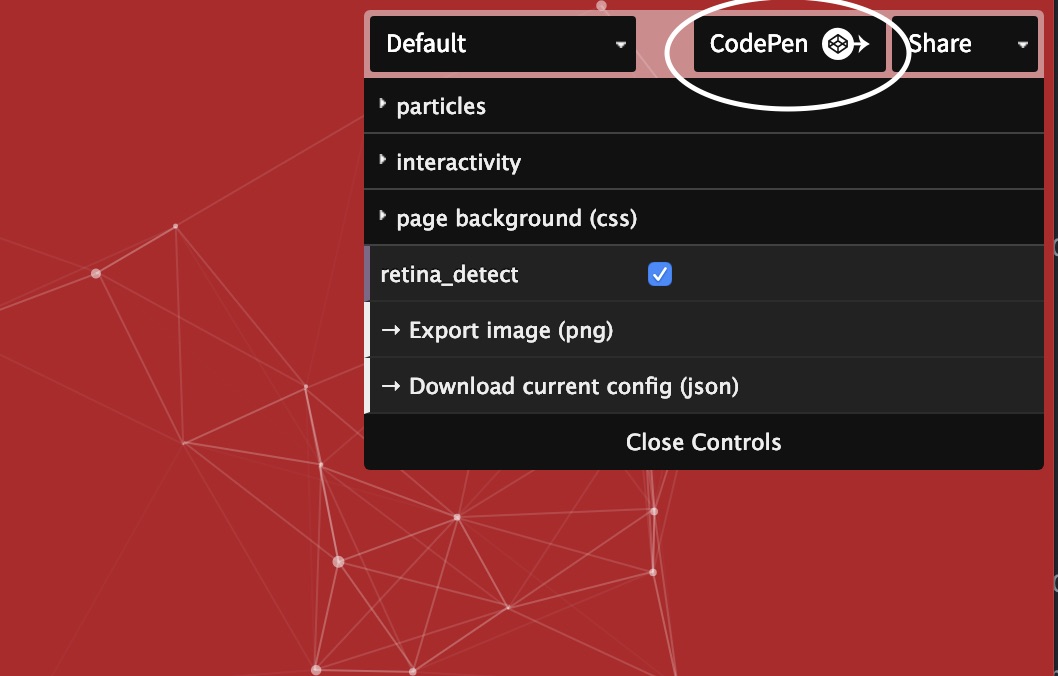 Default CodePen Share
particles
interactivity
page background (css)
retina_detect
→ Export image (png)
→ Download current config (json)
Close Controls